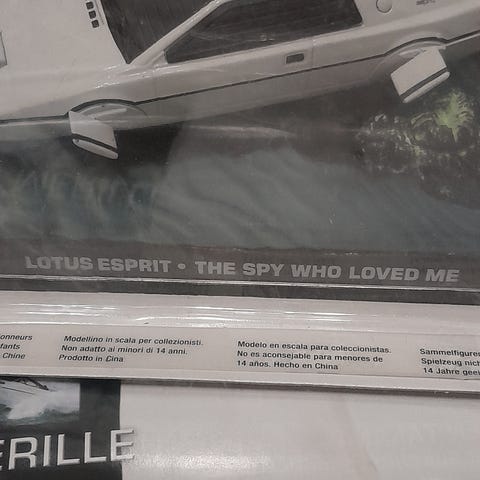 LOTUS ESPRIT • THE SPY WHO LOVED ME
Modellino in scala per collezionisti.
Non adatto ai minori di 14 anni.
Prodotto in Cina
Modelo en escala para coleccionistas.
No es aconsejable para menores de
14 años. Hecho en China
Sammelfiguren
Spielzeug nich
14 Jahre geei
onneurs
fants
Chine
ERILLE